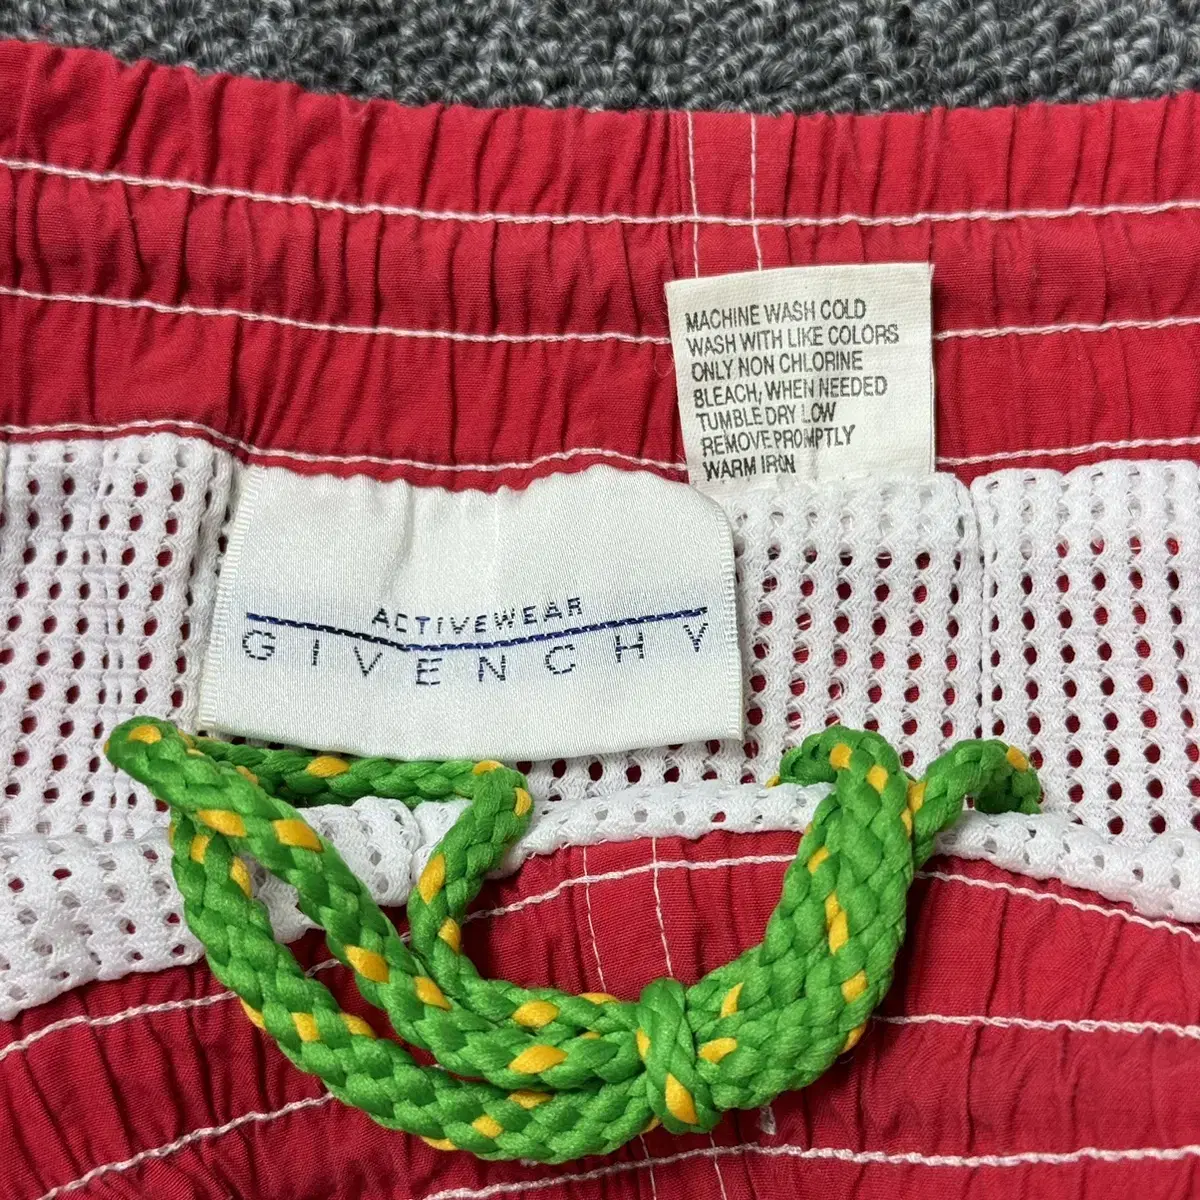 MACHINE WASH COLD
WASH WITH LIKE COLORS
ONLY NON CHLORINE
BLEACH, WHEN NEEDED
TUMBLE DRY LOW
REMOVE PROMPTLY
WARM IRON
ACTIVEWEAR
GIVENCHY